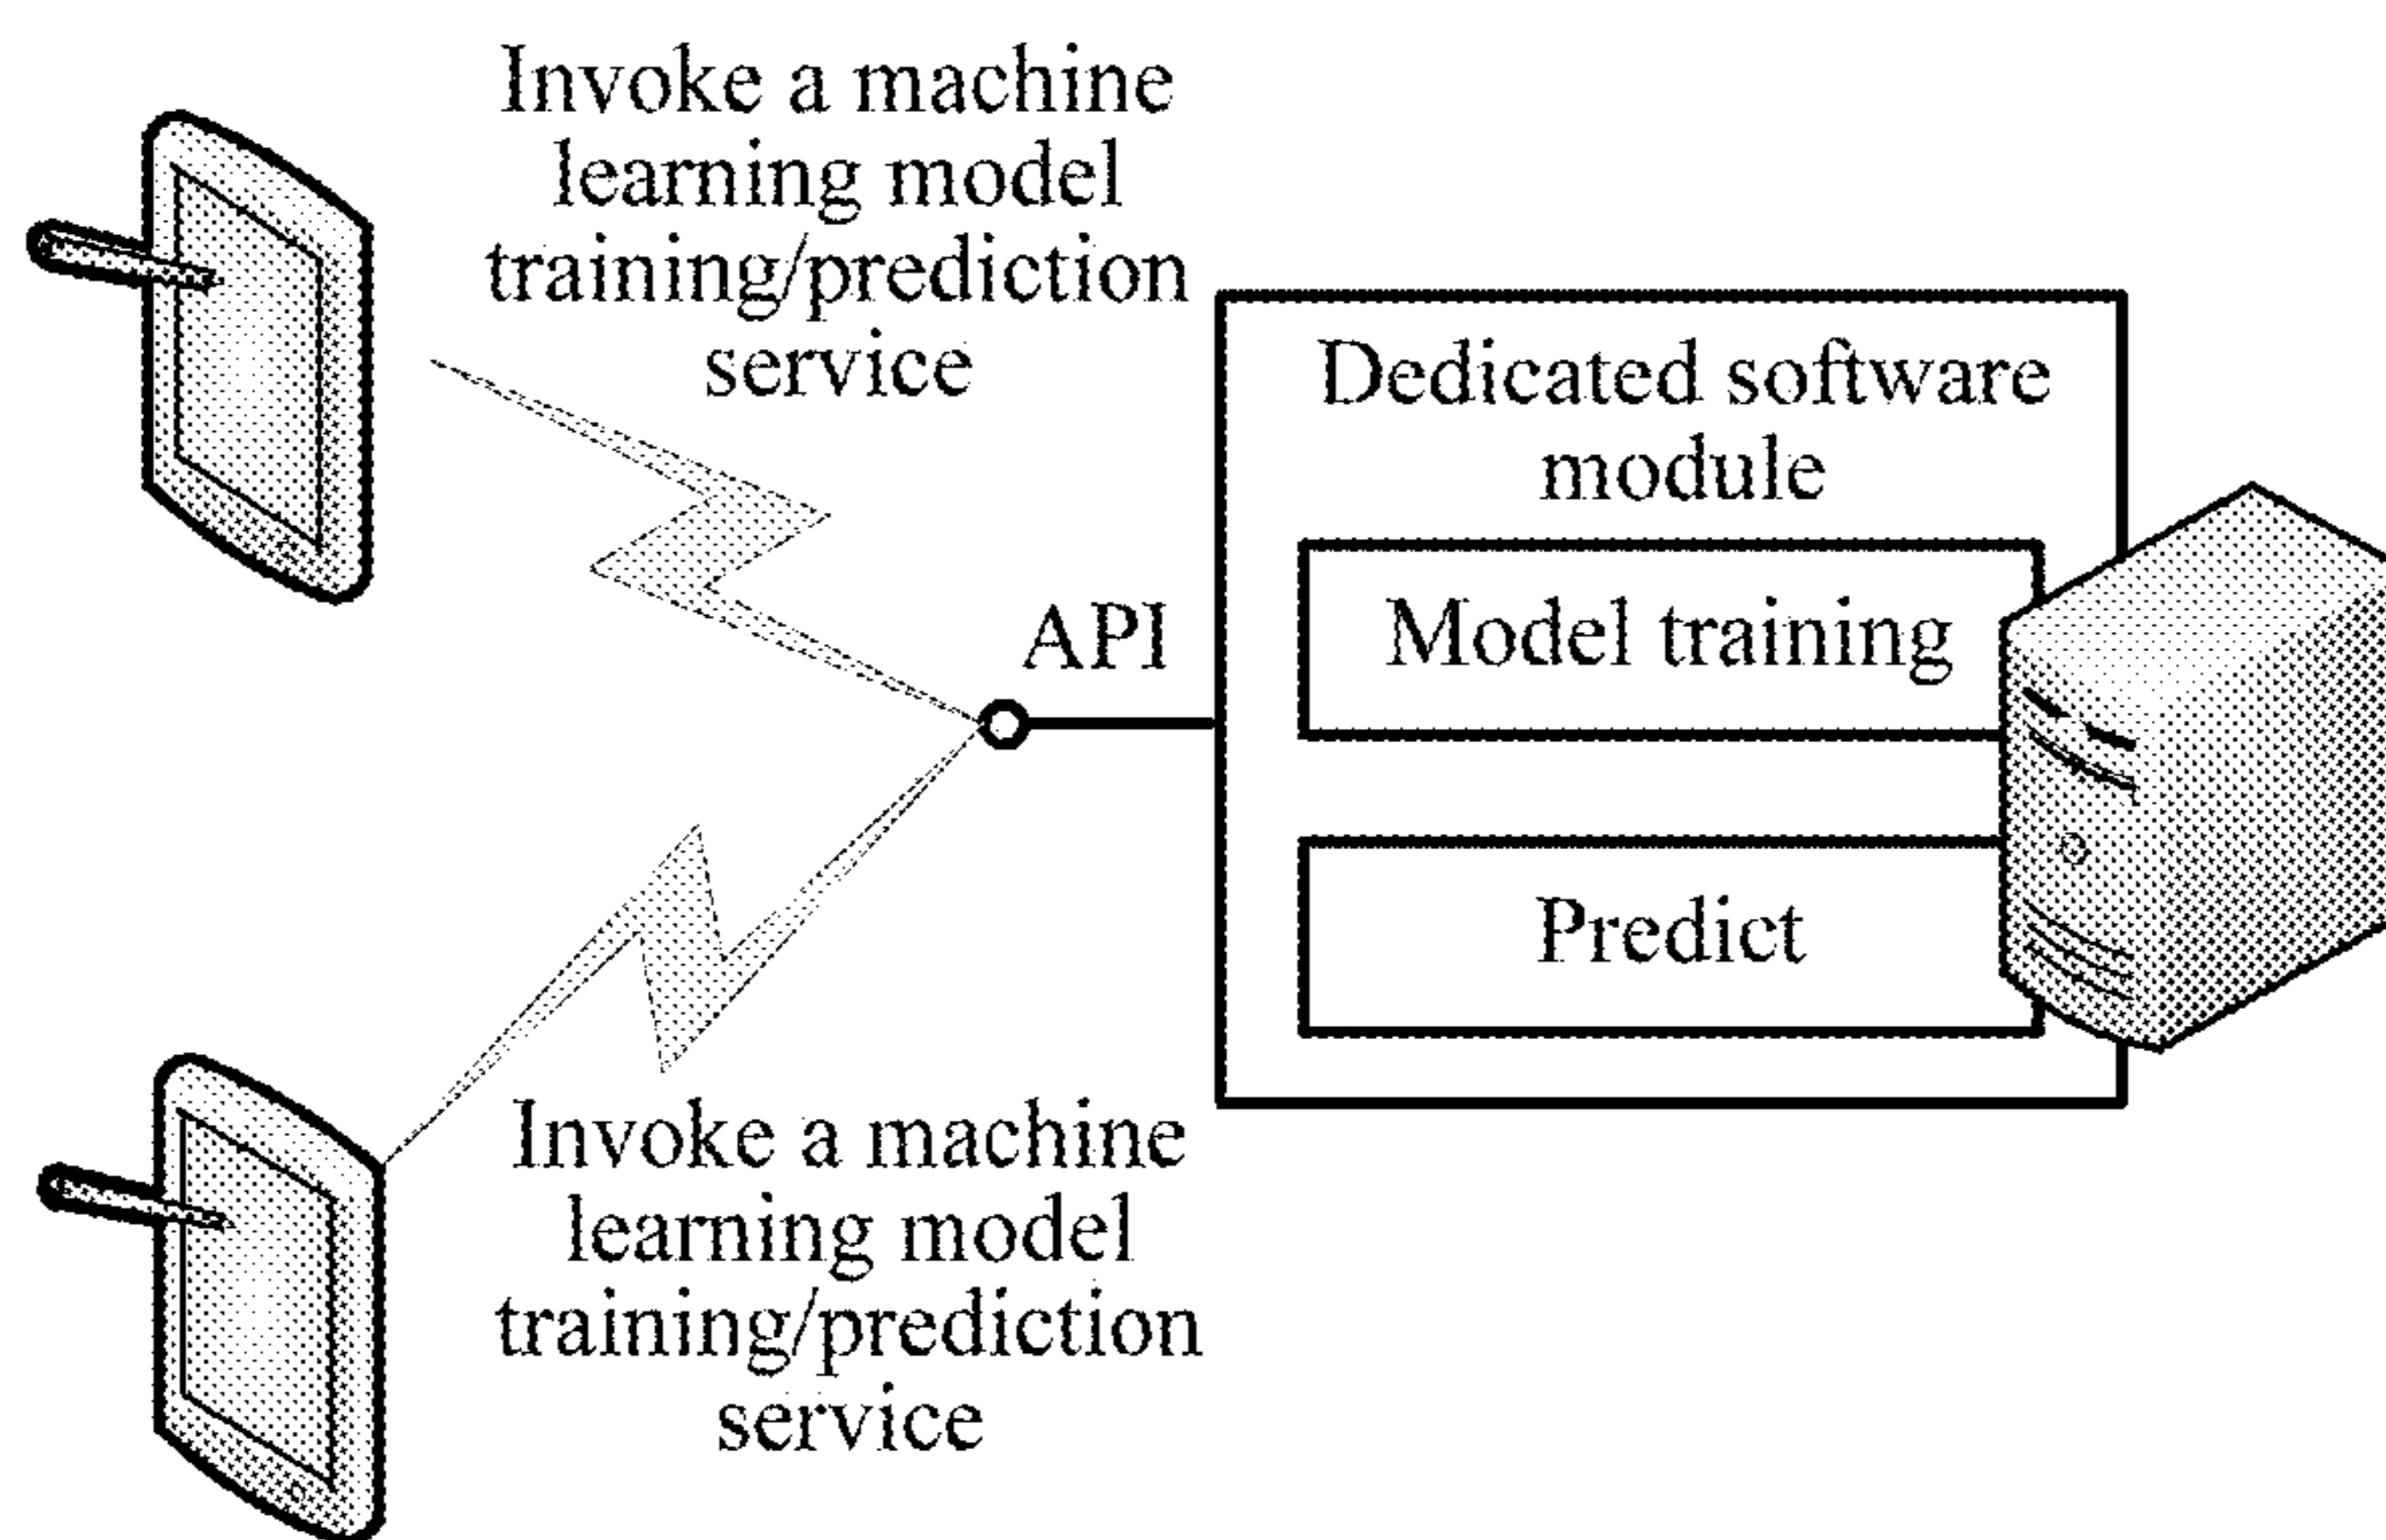 Invoke a machine
learning model
training/prediction
service
Dedicated software
module
API
Model training
Predict
Invoke a machine
learning model
training/prediction
service